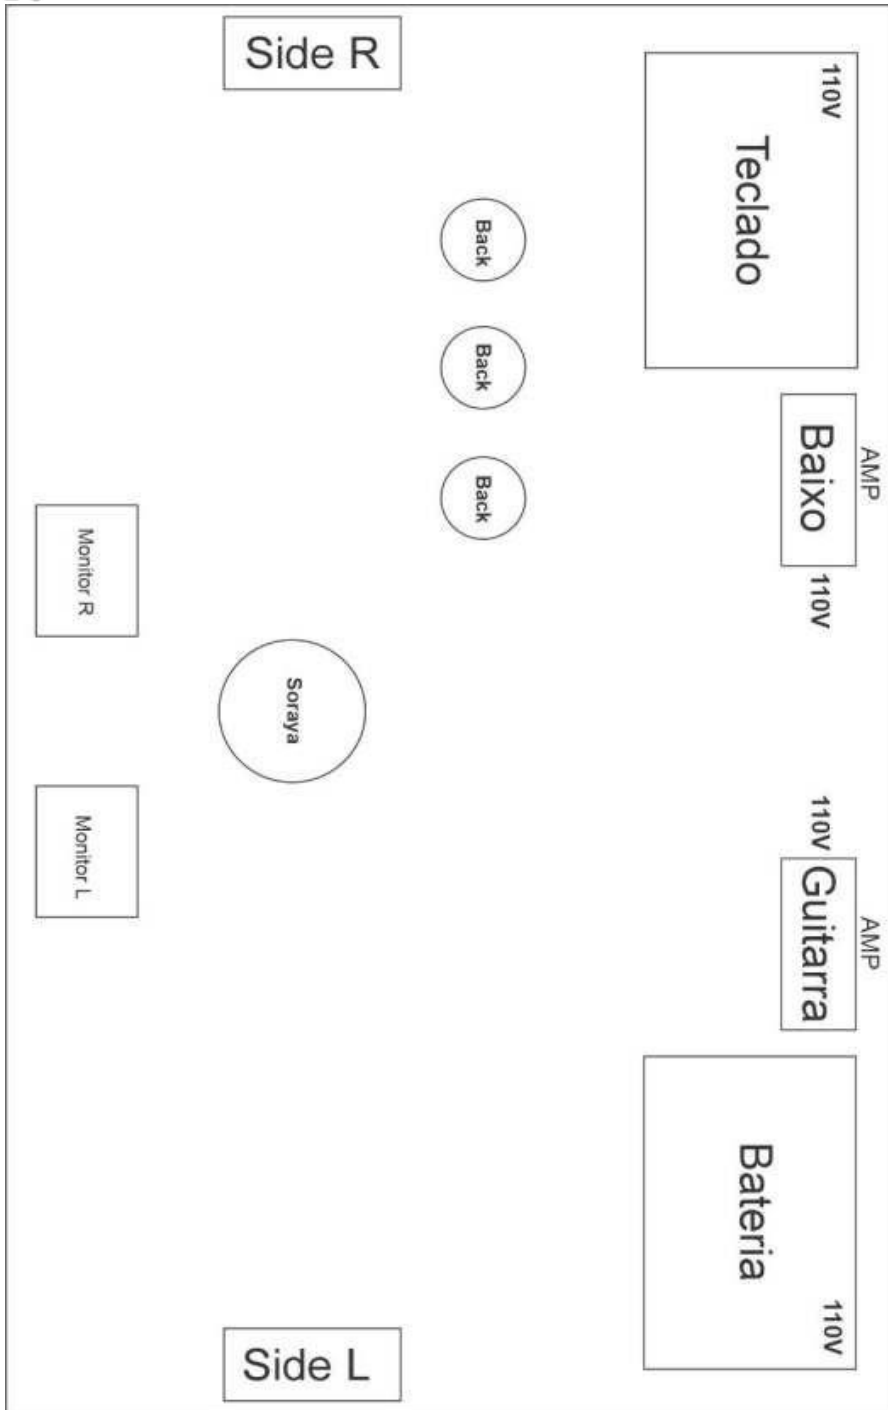 Side R
110V
Teclado
Back
Back
Back
AMP
Baixo
110V
Monitor R
Soraya
Monitor L
110V
AMP
Guitarra
Bateria
110V
Side L